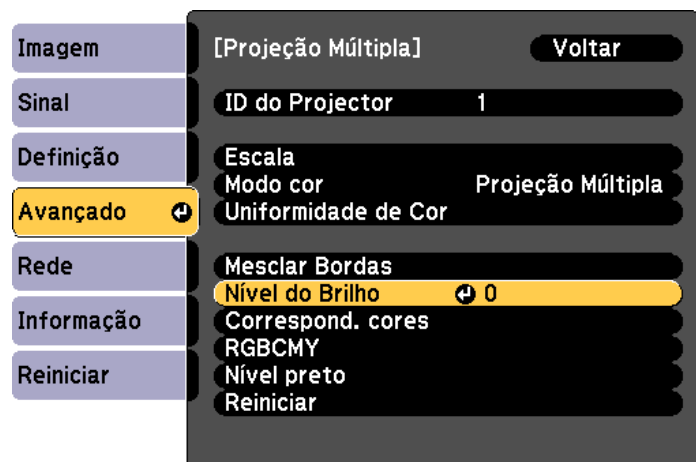 Imagem
Sinal
Definição
Avançado
Rede
Informação
Reiniciar
[Projeção Múltipla] Voltar
ID do Projector 1
Escala
Modo cor Projeção Múltipla
Uniformidade de Cor
Mesclar Bordas
Nível do Brilho 0
Correspond. cores
RGBCMY
Nível preto
Reiniciar